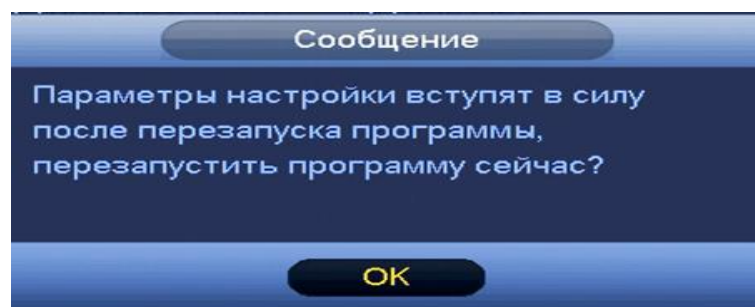 Сообщение
Параметры настройки вступят в силу
после перезапуска программы,
перезапустить программу сейчас?
OK